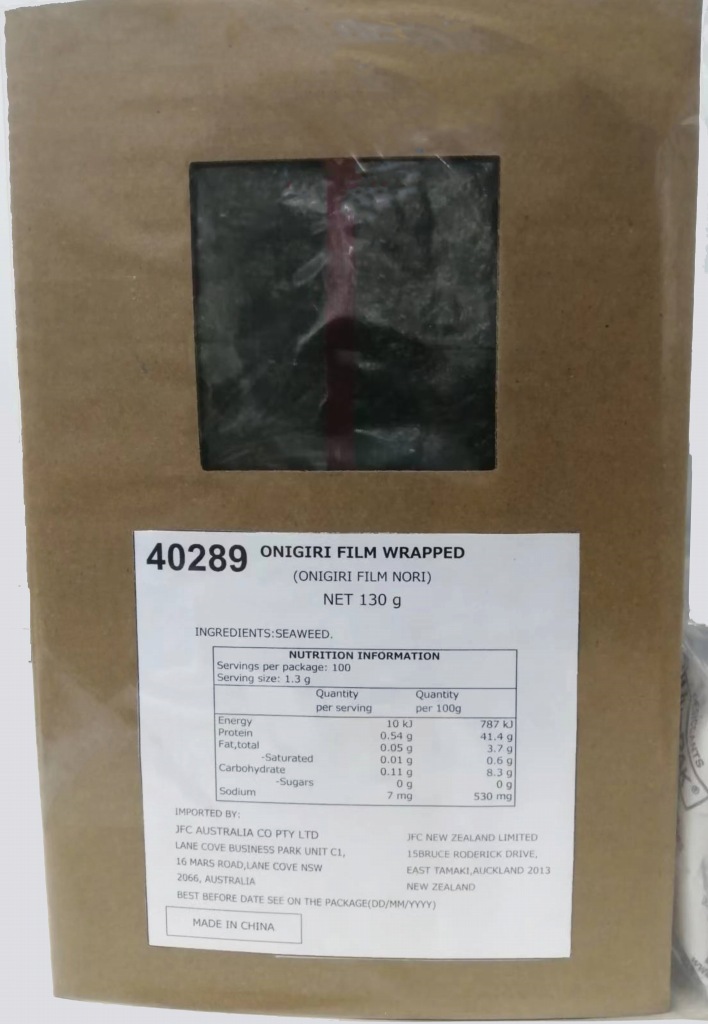 40289 ONIGIRI FILM WRAPPED
(ONIGIRI FILM NORI)
NET 130 g
INGREDIENTS:SEAWEED.
NUTRITION INFORMATION
Servings per package: 100
Serving size: 1.3 g
Quantity Quantity
per serving per 100g
Energy 10 kJ 787 kJ
Protein 0.54 g 41.4 g
Fat,total 0.05 g 3.7 g
-Saturated 0.01 g 0.6 g
Carbohydrate 0.11 g 8.3 g
-Sugars 0 g 0 g
Sodium 7 mg 530 mg
IMPORTED BY:
JFC AUSTRALIA CO PTY LTD
LANE COVE BUSINESS PARK UNIT C1,
16 MARS ROAD,LANE COVE NSW
2066, AUSTRALIA
JFC NEW ZEALAND LIMITED
15BRUCE RODERICK DRIVE,
EAST TAMAKI,AUCKLAND 2013
NEW ZEALAND
BEST BEFORE DATE SEE ON THE PACKAGE(DD/MM/YYYY)
MADE IN CHINA